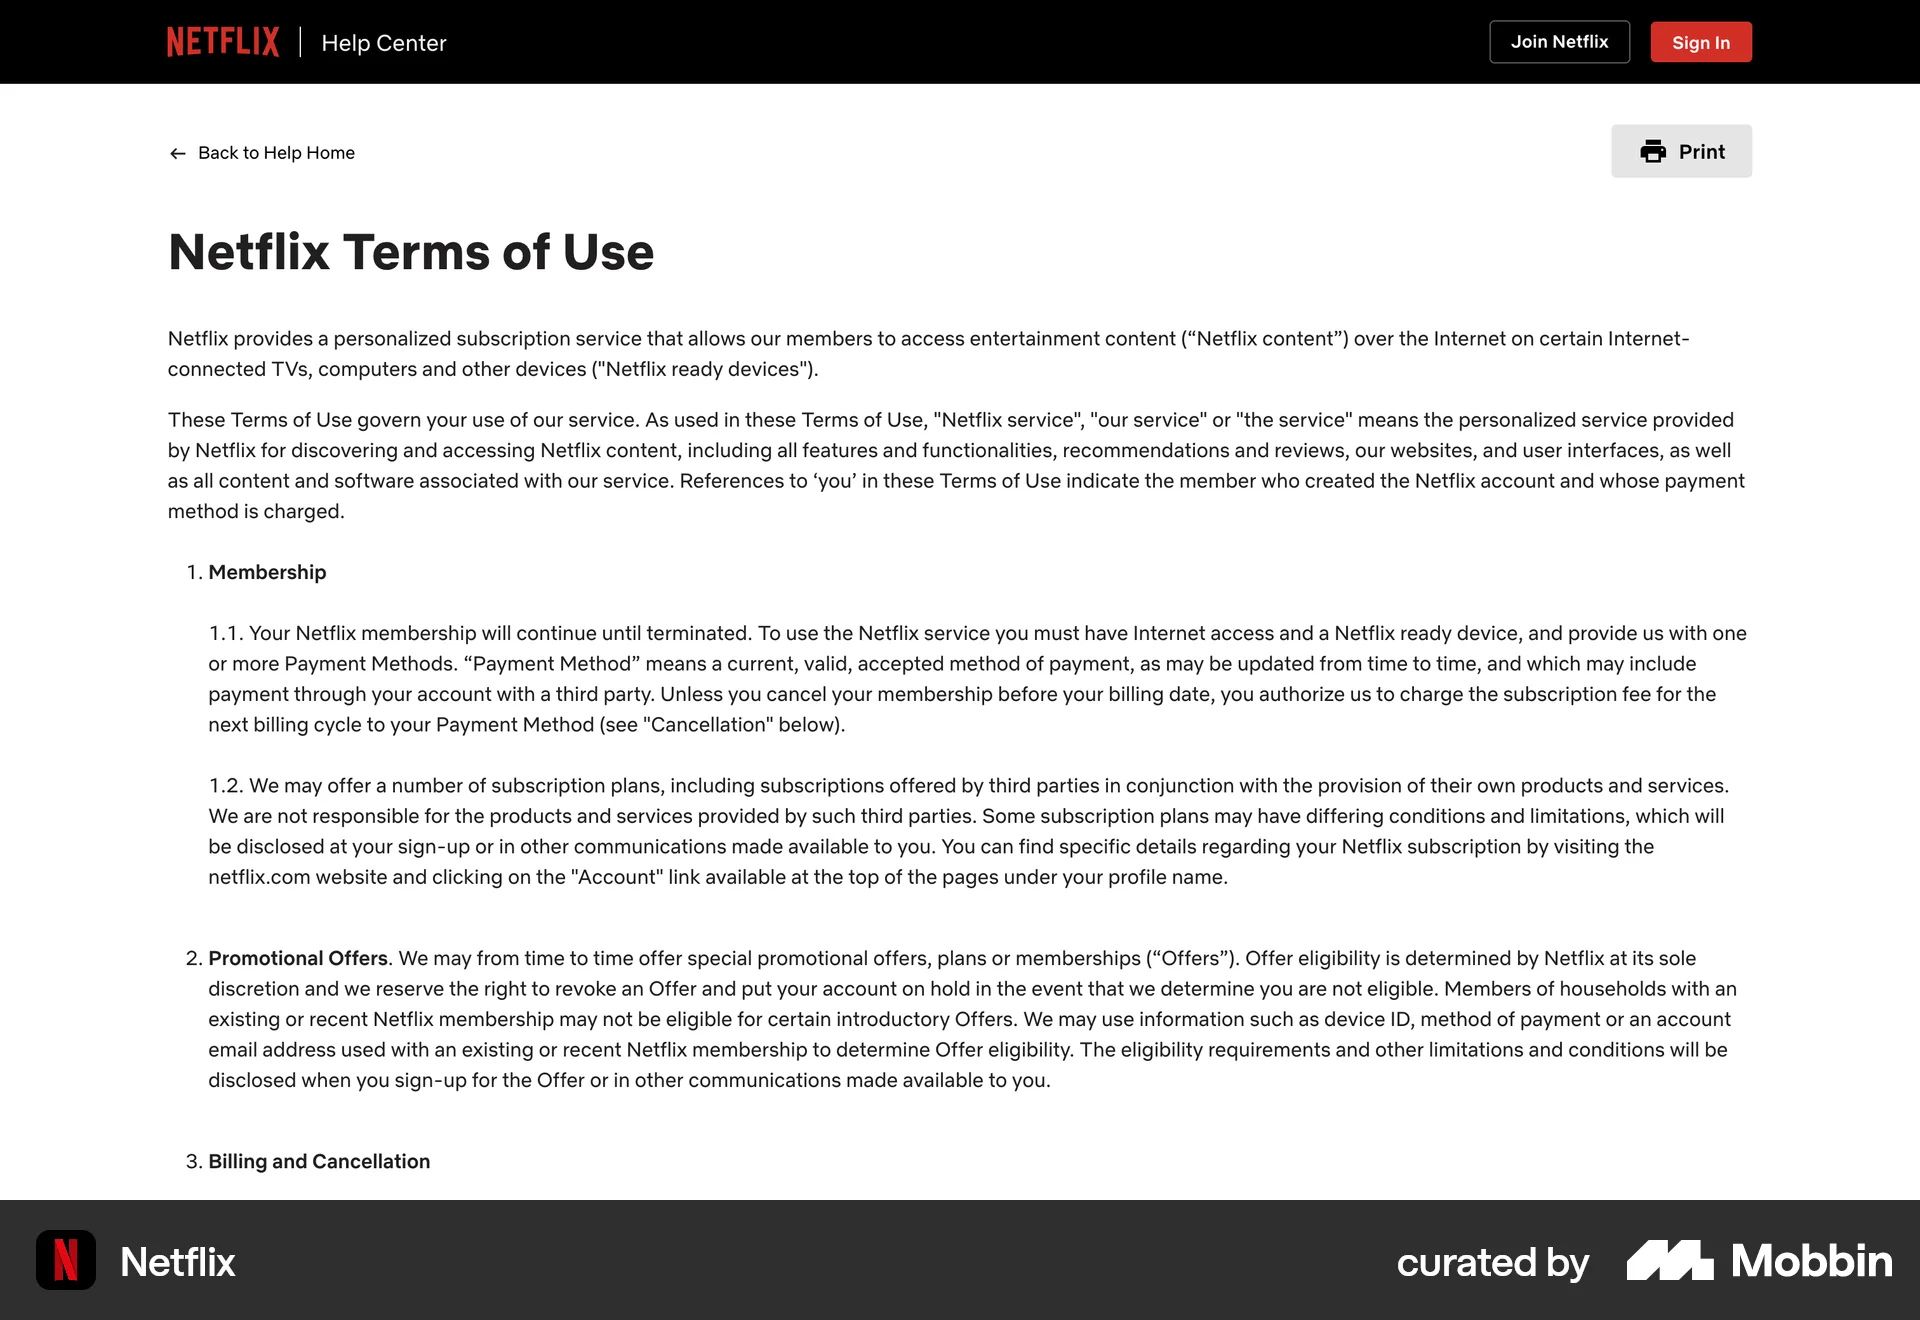 NETFLIX | Help Center
Join Netflix
Sign In
← Back to Help Home
Print
Netflix Terms of Use
Netflix provides a personalized subscription service that allows our members to access entertainment content (“Netflix content”) over the Internet on certain Internet-
connected TVs, computers and other devices ("Netflix ready devices").
These Terms of Use govern your use of our service. As used in these Terms of Use, "Netflix service", "our service" or "the service" means the personalized service provided
by Netflix for discovering and accessing Netflix content, including all features and functionalities, recommendations and reviews, our websites, and user interfaces, as well
as all content and software associated with our service. References to ‘you’ in these Terms of Use indicate the member who created the Netflix account and whose payment
method is charged.
1. Membership
1.1. Your Netflix membership will continue until terminated. To use the Netflix service you must have Internet access and a Netflix ready device, and provide us with one
or more Payment Methods. “Payment Method” means a current, valid, accepted method of payment, as may be updated from time to time, and which may include
payment through your account with a third party. Unless you cancel your membership before your billing date, you authorize us to charge the subscription fee for the
next billing cycle to your Payment Method (see "Cancellation" below).
1.2. We may offer a number of subscription plans, including subscriptions offered by third parties in conjunction with the provision of their own products and services.
We are not responsible for the products and services provided by such third parties. Some subscription plans may have differing conditions and limitations, which will
be disclosed at your sign-up or in other communications made available to you. You can find specific details regarding your Netflix subscription by visiting the
netflix.com website and clicking on the "Account" link available at the top of the pages under your profile name.
2. Promotional Offers. We may from time to time offer special promotional offers, plans or memberships (“Offers”). Offer eligibility is determined by Netflix at its sole
discretion and we reserve the right to revoke an Offer and put your account on hold in the event that we determine you are not eligible. Members of households with an
existing or recent Netflix membership may not be eligible for certain introductory Offers. We may use information such as device ID, method of payment or an account
email address used with an existing or recent Netflix membership to determine Offer eligibility. The eligibility requirements and other limitations and conditions will be
disclosed when you sign-up for the Offer or in other communications made available to you.
3. Billing and Cancellation
N Netflix
curated by Mobbin